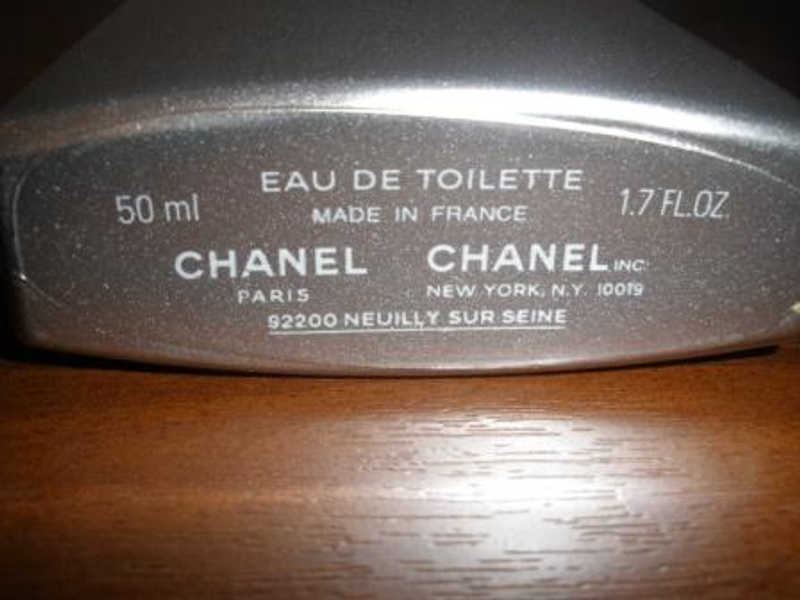 EAU DE TOILETTE
50 ml MADE IN FRANCE 1.7 FL.OZ.
CHANEL CHANEL INC.
PARIS NEW YORK, N.Y. 10019
92200 NEUILLY SUR SEINE